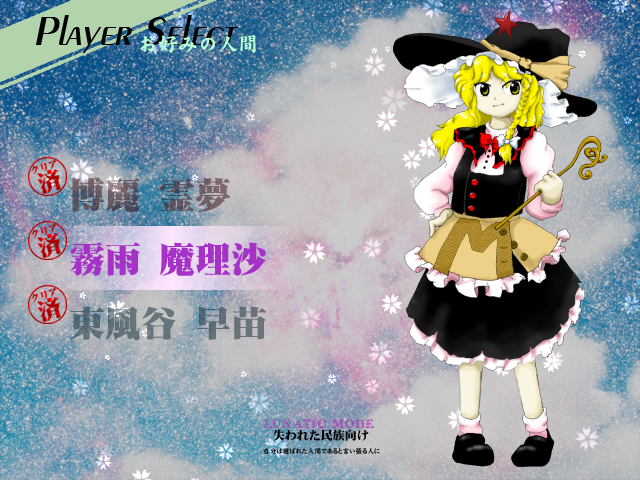 Player Select
お好みの人間
クリア済
博麗 霊夢
クリア済
霧雨 魔理沙
クリア済
東風谷 早苗
LUNATIC MODE
失われた民族向け
自分は選ばれた人間であると言い張る人に
M